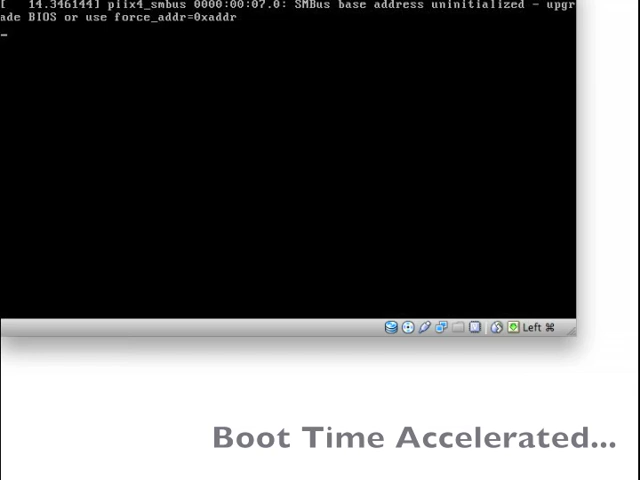 [   14.346144] piix4_smbus 0000:00:07.0: SMBus base address uninitialized - upgr
ade BIOS or use force_addr=0xaddr
Left ⌘
Boot Time Accelerated...